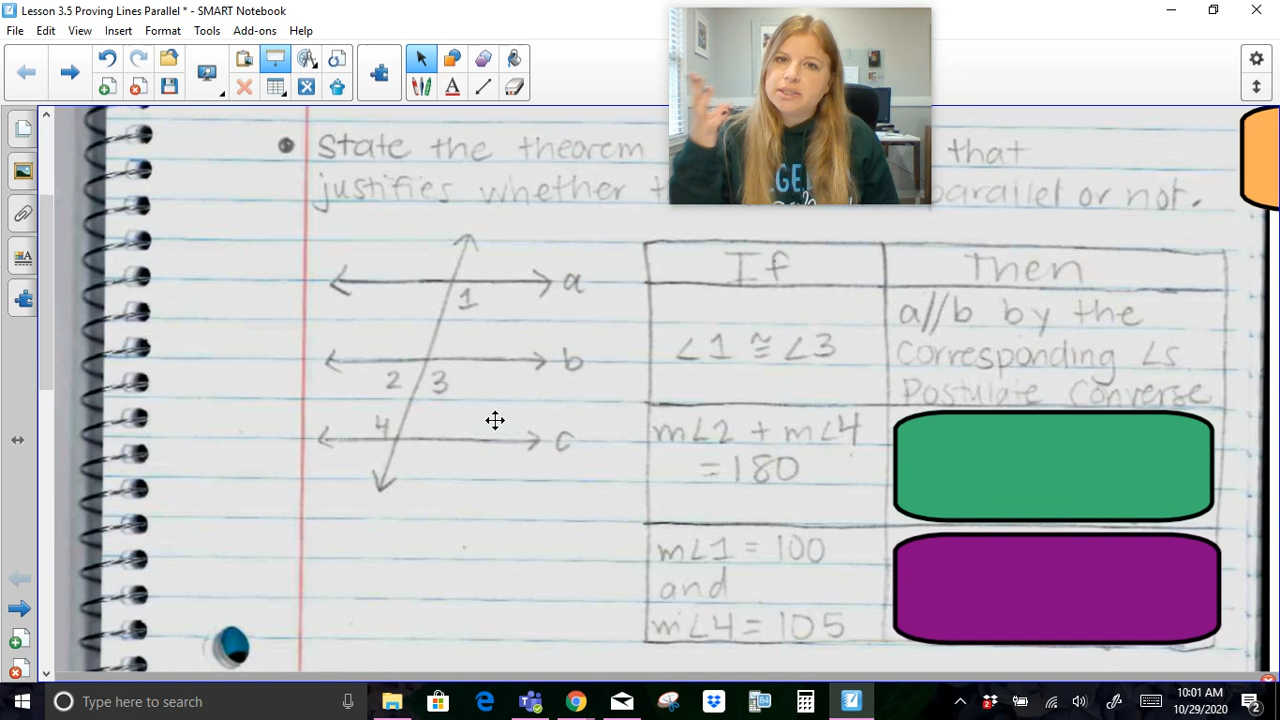 Lesson 3.5 Proving Lines Parallel * - SMART Notebook
File Edit View Insert Format Tools Add-ons Help
• State the theorem that
justifies whether parallel or not.
a
1
b
2 3
4
c
If Then
∠1 ≅ ∠3
a//b by the
Corresponding ∠s
Postulate Converse
m∠2 + m∠4
= 180
m∠1 = 100
and
m∠4 = 105
Type here to search
10:01 AM
10/29/2020
2